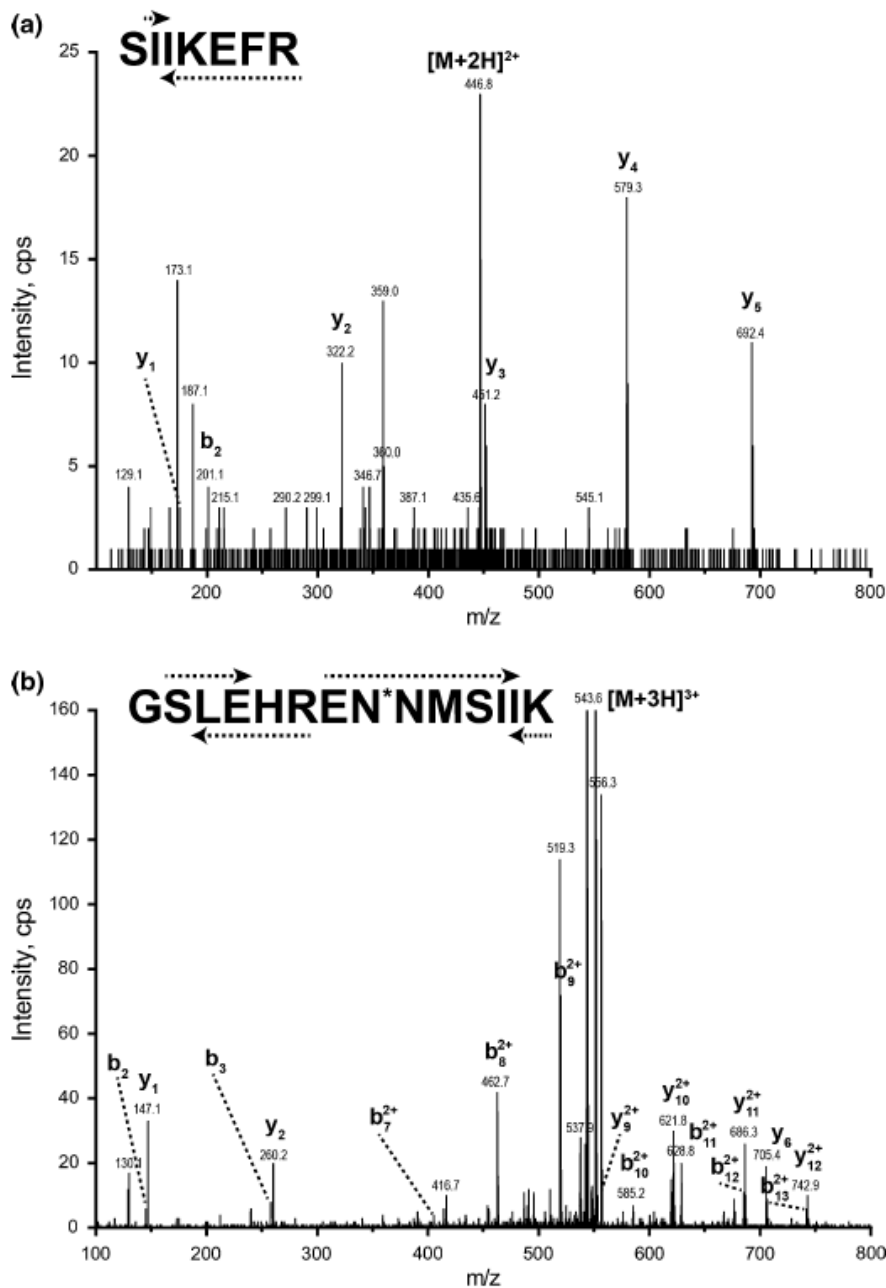 (a)
SIIKEFR
[M+2H]²⁺
446.8
25
20
15
10
5
0
Intensity, cps
y₄
579.3
y₅
692.4
173.1
359.0
y₂
322.2
y₃
451.2
y₁
187.1
b₂
201.1
129.1
215.1
290.2
299.1
346.7
360.0
387.1
435.6
545.1
200 300 400 500 600 700 800
m/z
(b)
GSLEHREN*NMSIIK
543.6
[M+3H]³⁺
556.3
160
140
120
100
80
60
40
20
0
Intensity, cps
519.3
b₉²⁺
b₈²⁺
462.7
b₂
y₁
147.1
130.1
b₃
y₂
260.2
b₇²⁺
416.7
537.9
y₉²⁺
b₁₀²⁺
585.2
y₁₀²⁺
621.8
b₁₁²⁺
628.8
y₁₁²⁺
686.3
b₁₂²⁺
y₆
705.4
b₁₃²⁺
y₁₂²⁺
742.9
100 200 300 400 500 600 700 800
m/z